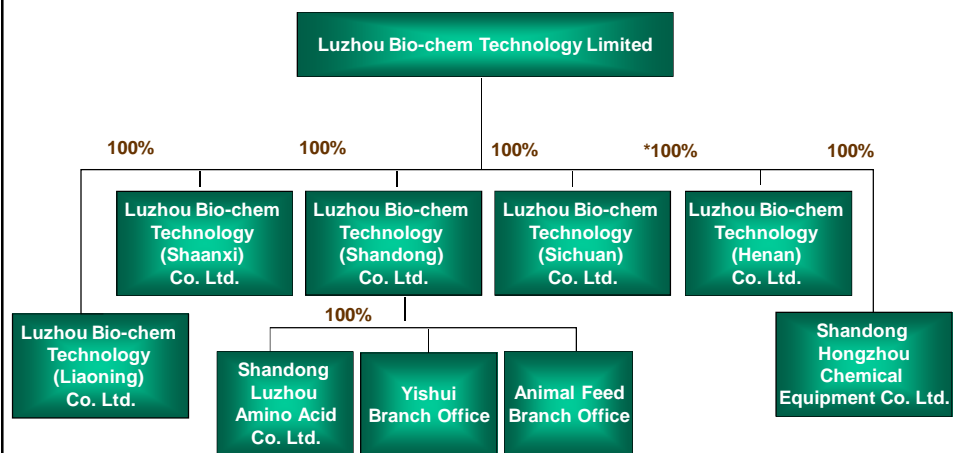 Luzhou Bio-chem Technology Limited
100%
100%
100%
*100%
100%
Luzhou Bio-chem
Technology
(Shaanxi)
Co. Ltd.
Luzhou Bio-chem
Technology
(Shandong)
Co. Ltd.
Luzhou Bio-chem
Technology
(Sichuan)
Co. Ltd.
Luzhou Bio-chem
Technology
(Henan)
Co. Ltd.
100%
Luzhou Bio-chem
Technology
(Liaoning)
Co. Ltd.
Shandong
Luzhou
Amino Acid
Co. Ltd.
Yishui
Branch Office
Animal Feed
Branch Office
Shandong
Hongzhou
Chemical
Equipment Co. Ltd.